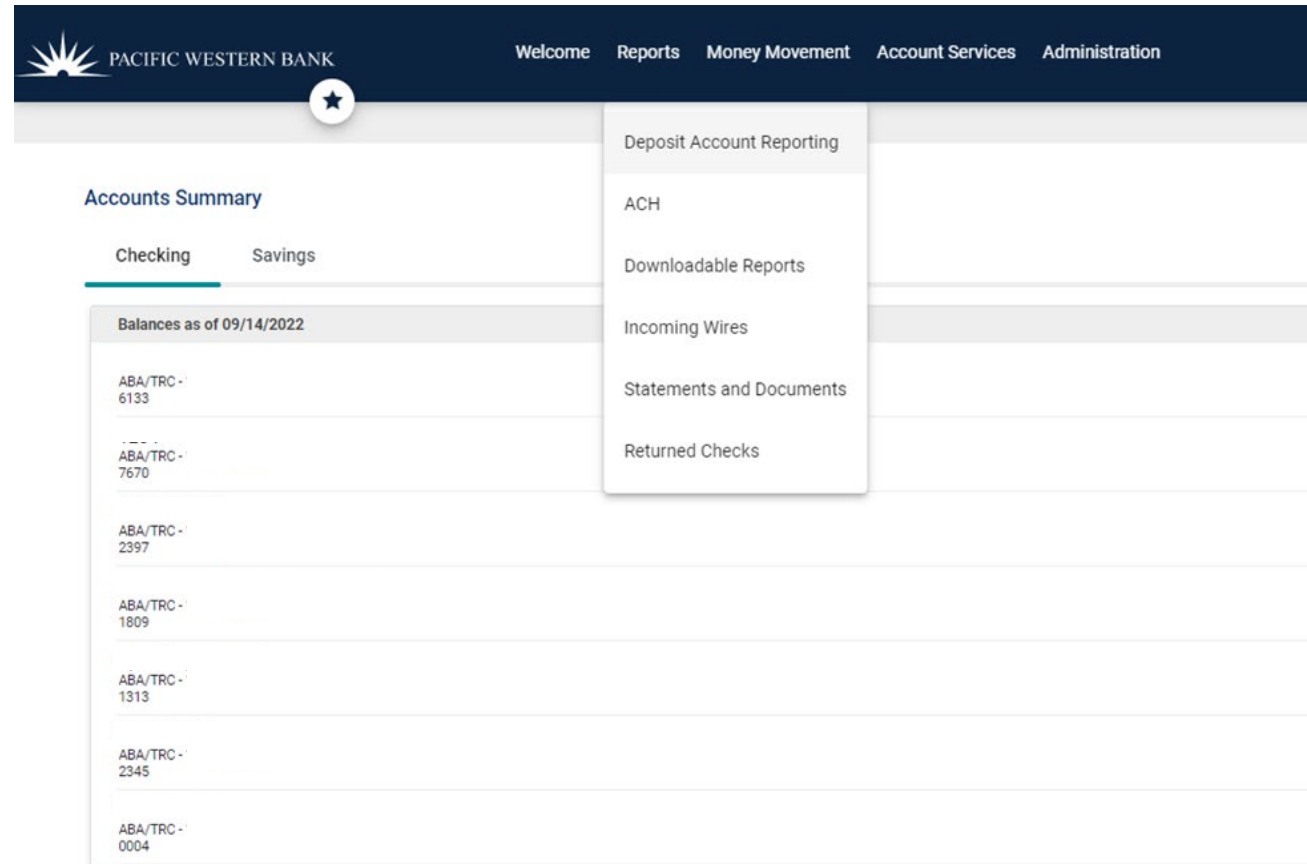 PACIFIC WESTERN BANK
Welcome Reports Money Movement Account Services Administration
Deposit Account Reporting
ACH
Downloadable Reports
Incoming Wires
Statements and Documents
Returned Checks
Accounts Summary
Checking Savings
Balances as of 09/14/2022
ABA/TRC -
6133
ABA/TRC -
7670
ABA/TRC -
2397
ABA/TRC -
1809
ABA/TRC -
1313
ABA/TRC -
2345
ABA/TRC -
0004